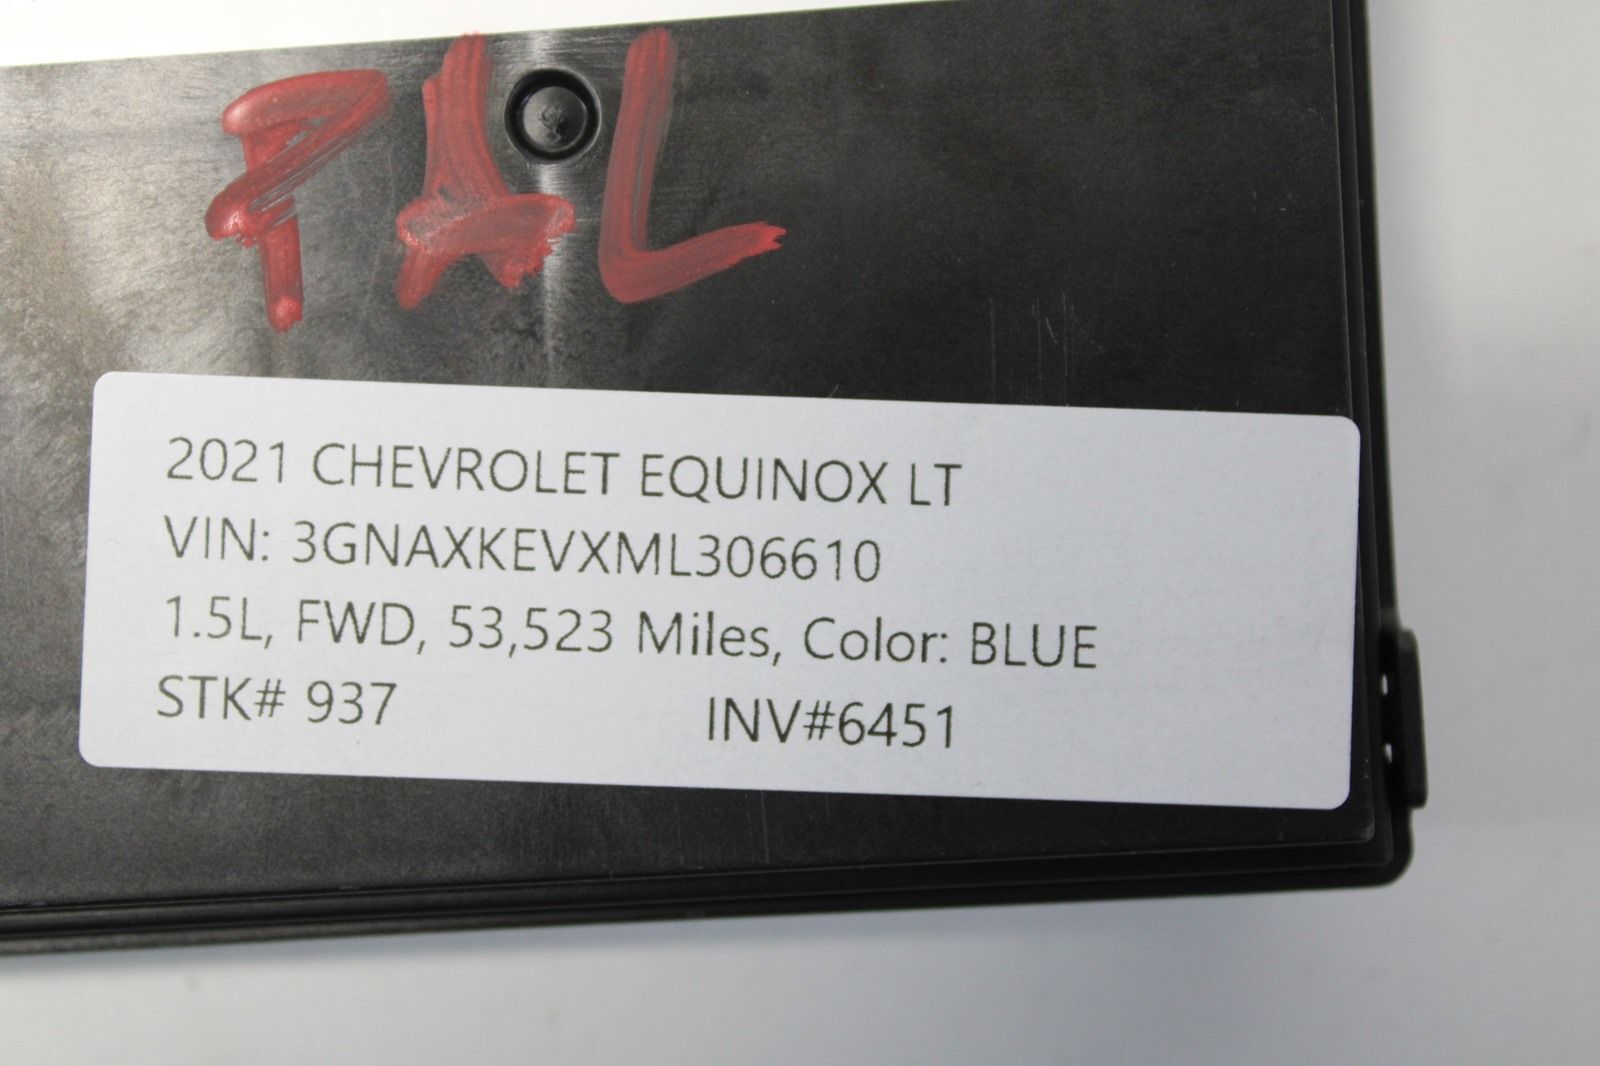 PAL
2021 CHEVROLET EQUINOX LT
VIN: 3GNAXKEVXML306610
1.5L, FWD, 53,523 Miles, Color: BLUE
STK# 937 INV#6451